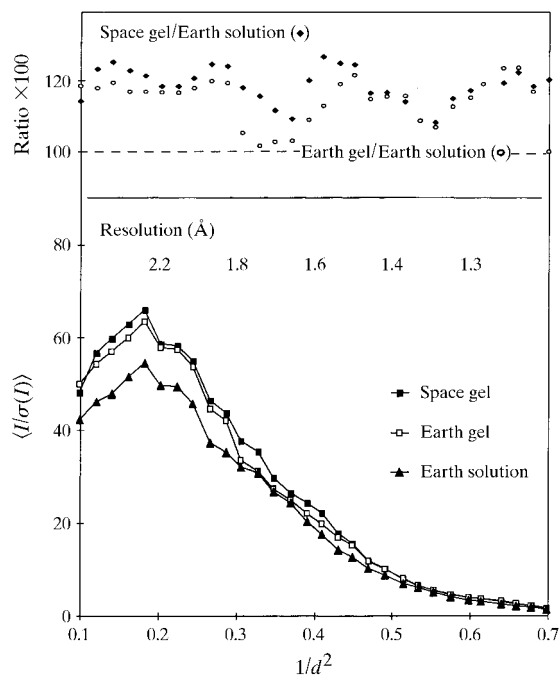 Space gel/Earth solution (◆)
120
100
Ratio ×100
Earth gel/Earth solution (○)
Resolution (Å)
2.2 1.8 1.6 1.4 1.3
80
60
40
20
0
⟨I/σ(I)⟩
Space gel
Earth gel
Earth solution
0.1 0.2 0.3 0.4 0.5 0.6 0.7
1/d²